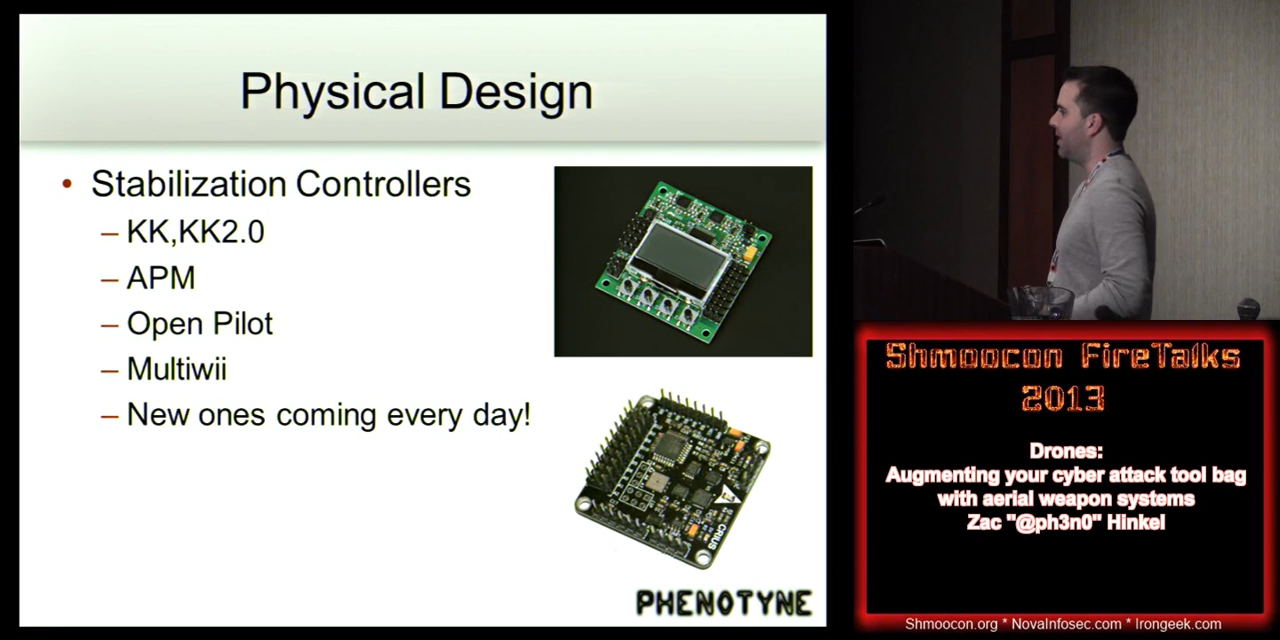 Physical Design
• Stabilization Controllers
– KK,KK2.0
– APM
– Open Pilot
– Multiwii
– New ones coming every day!
CRIUS
PHENOTYNE
Shmoocon FireTalks
2013
Drones:
Augmenting your cyber attack tool bag
with aerial weapon systems
Zac "@ph3n0" Hinkel
Shmoocon.org * NovaInfosec.com * Irongeek.com